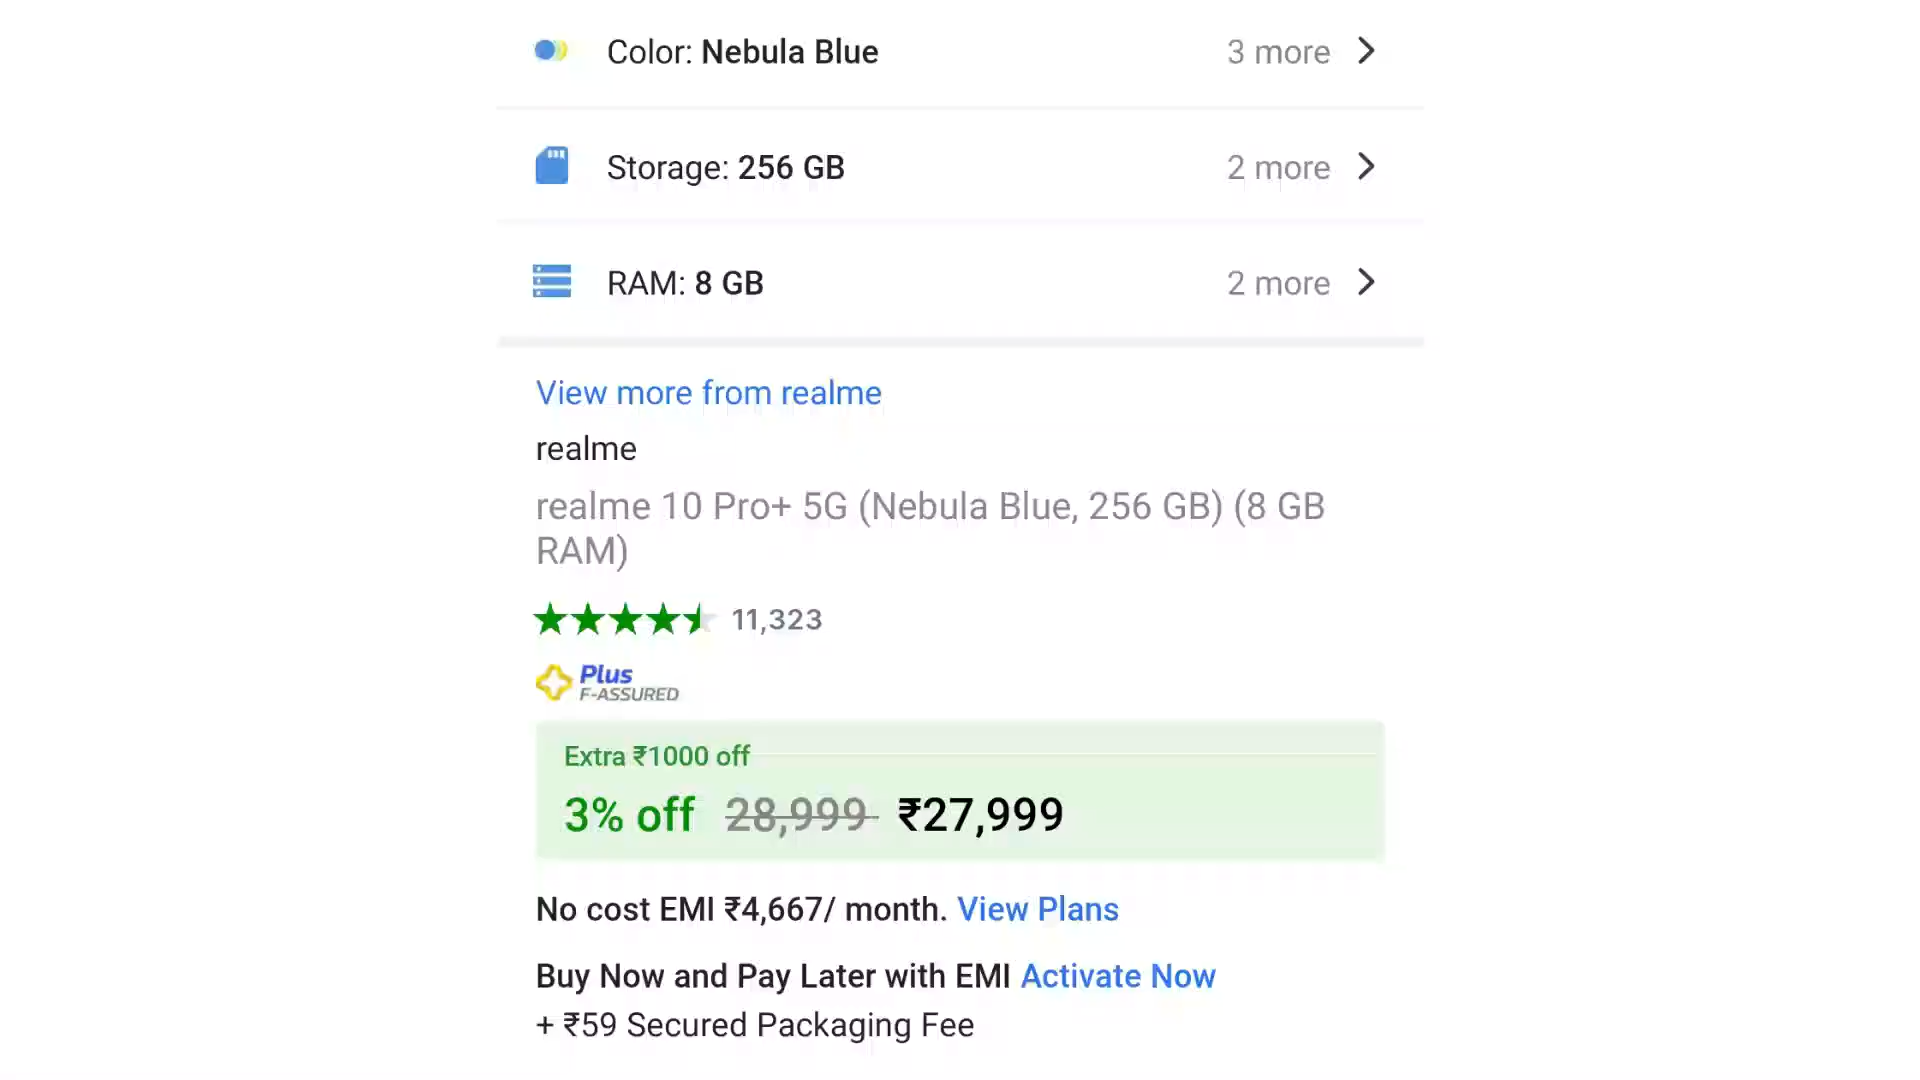 Color: Nebula Blue 3 more
Storage: 256 GB 2 more
RAM: 8 GB 2 more
View more from realme
realme
realme 10 Pro+ 5G (Nebula Blue, 256 GB) (8 GB
RAM)
11,323
Plus
F-ASSURED
Extra ₹1000 off
3% off 28,999 ₹27,999
No cost EMI ₹4,667/ month. View Plans
Buy Now and Pay Later with EMI Activate Now
+ ₹59 Secured Packaging Fee